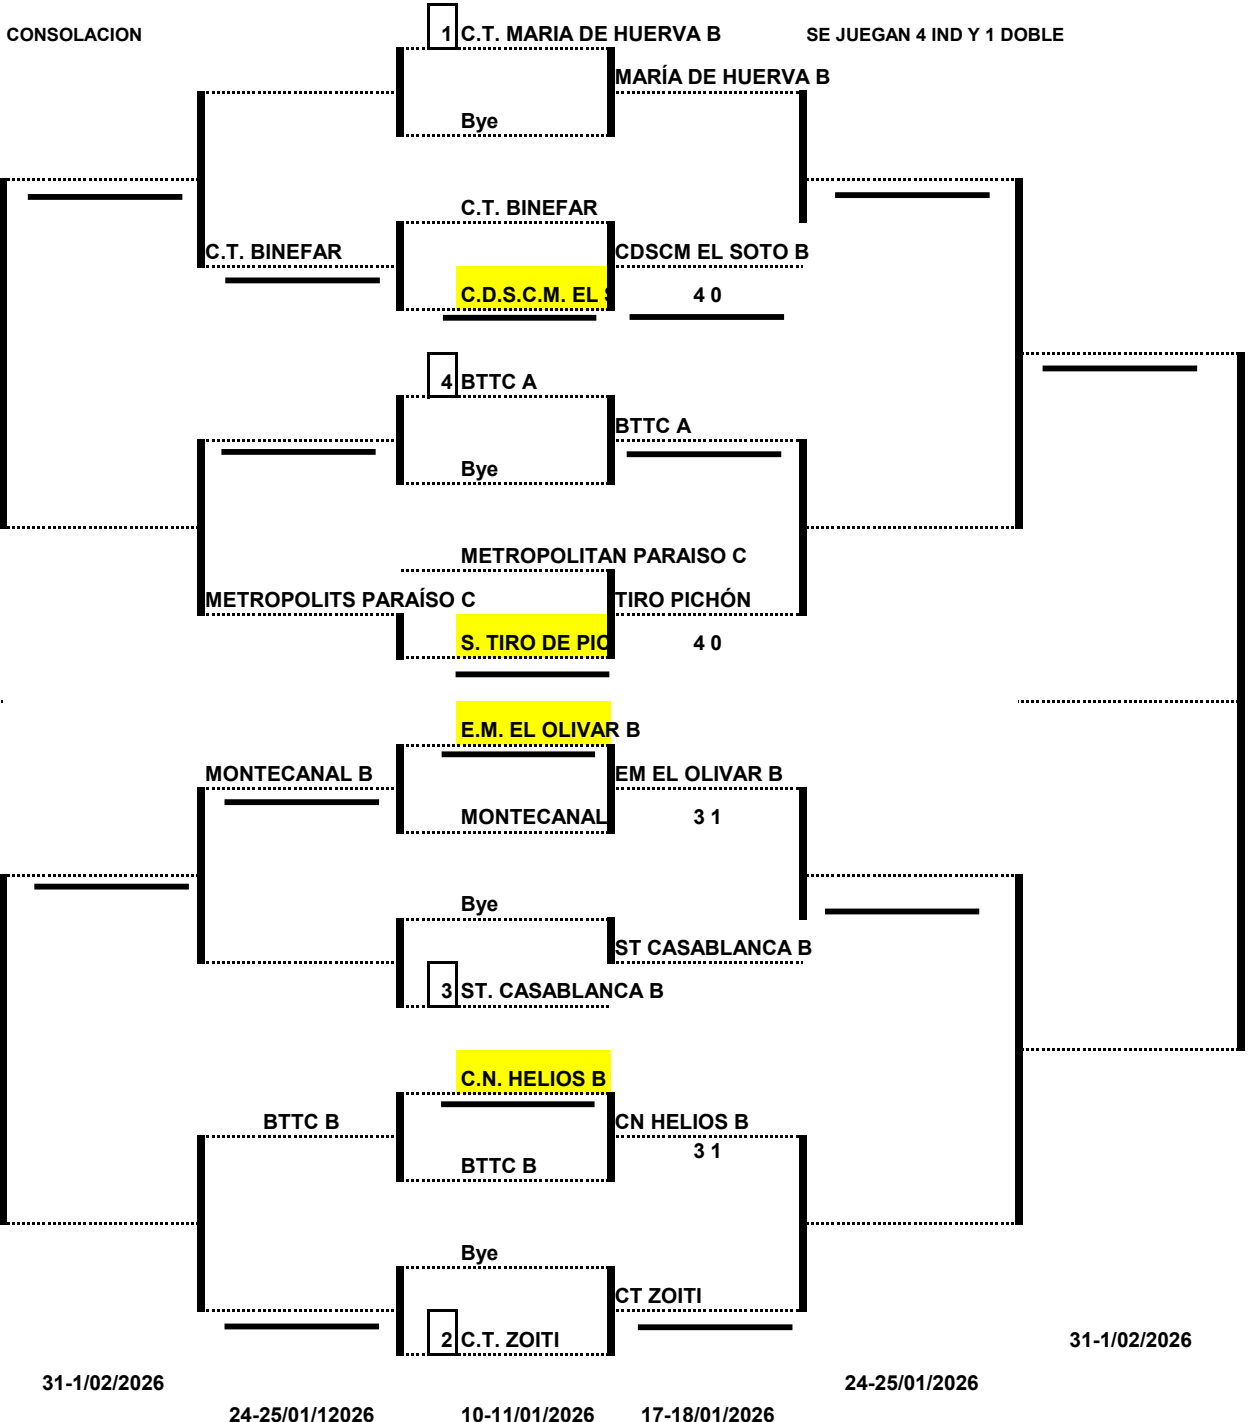 1 C.T. MARIA DE HUERVA B
CONSOLACION
SE JUEGAN 4 IND Y 1 DOBLE
MARÍA DE HUERVA B
Bye
C.T. BINEFAR
C.T. BINEFAR
CDSCM EL SOTO B
C.D.S.C.M. EL
4 0
4 BTTC A
BTTC A
Bye
METROPOLITAN PARAISO C
METROPOLITS PARAÍSO C
TIRO PICHÓN
S. TIRO DE PIC
4 0
E.M. EL OLIVAR B
MONTECANAL B
EM EL OLIVAR B
MONTECANAL
3 1
Bye
ST CASABLANCA B
3 ST. CASABLANCA B
C.N. HELIOS B
BTTC B
CN HELIOS B
3 1
BTTC B
Bye
CT ZOITI
2 C.T. ZOITI
31-1/02/2026
31-1/02/2026
24-25/01/2026
24-25/01/12026
10-11/01/2026
17-18/01/2026